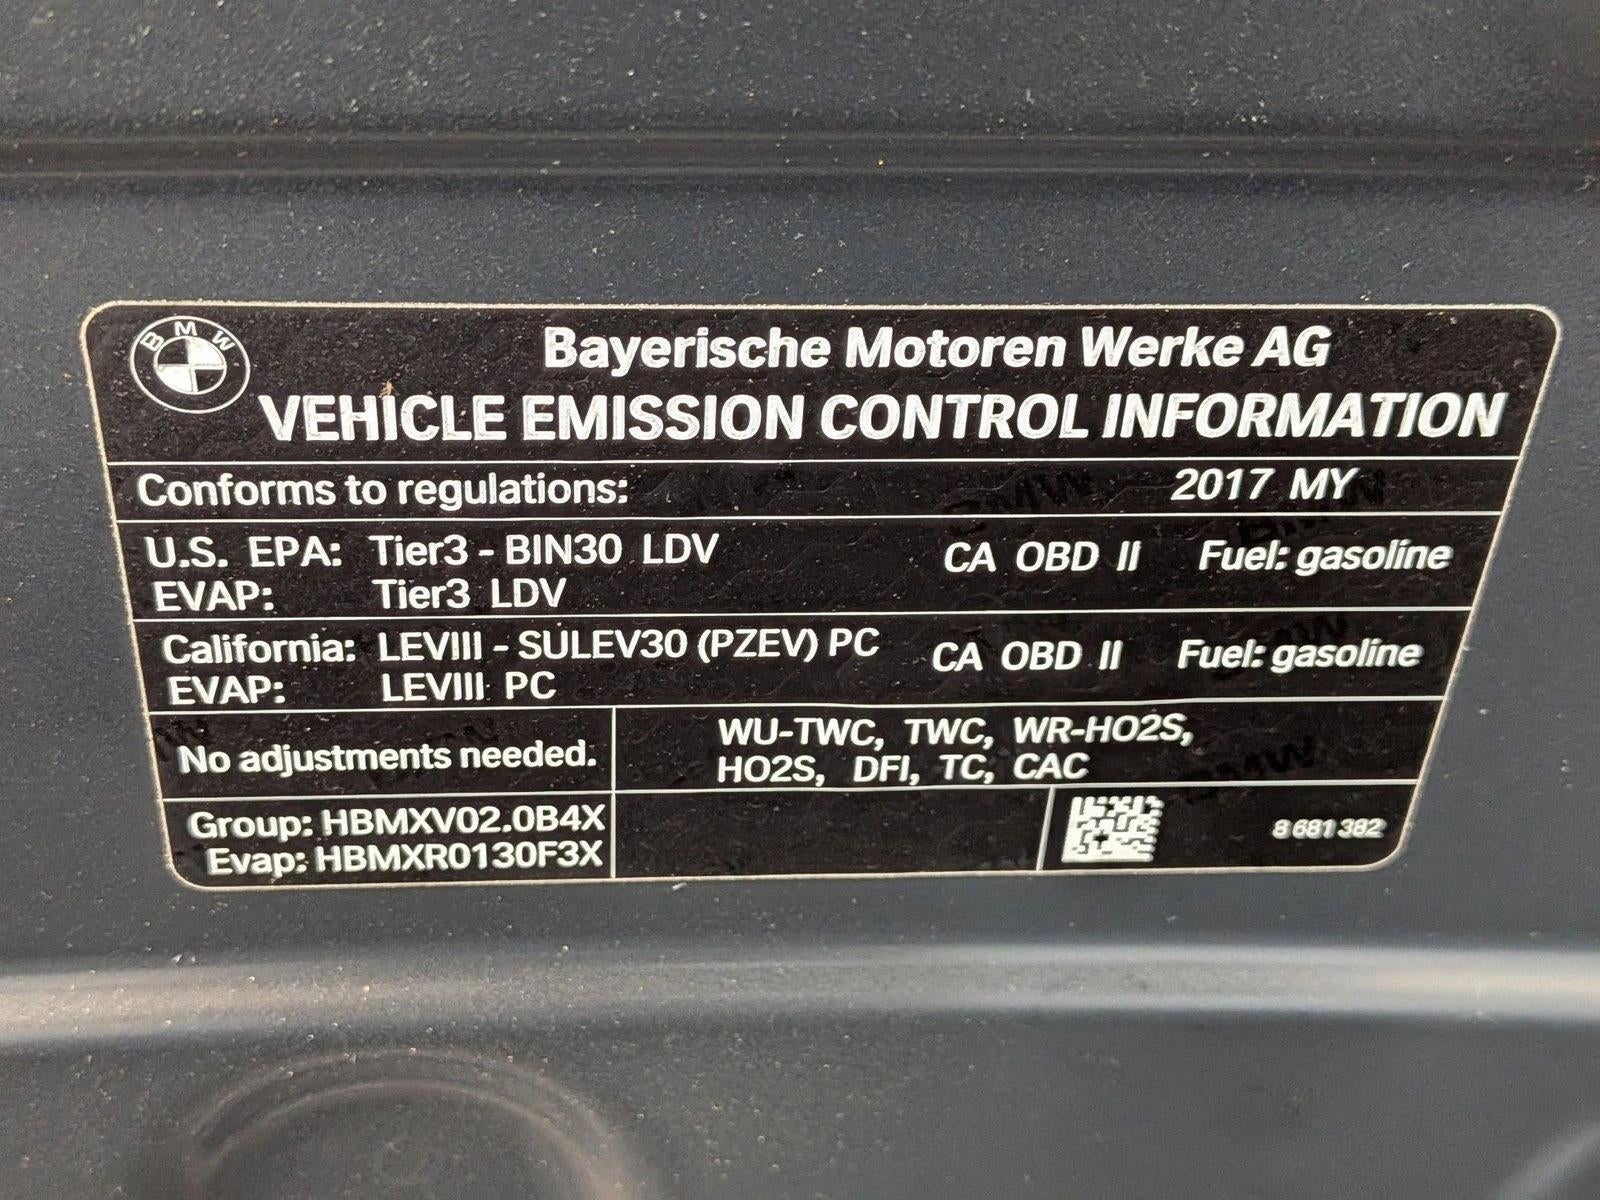 BMW
Bayerische Motoren Werke AG
VEHICLE EMISSION CONTROL INFORMATION
Conforms to regulations: 2017 MY
U.S. EPA: Tier3 - BIN30 LDV CA OBD II Fuel: gasoline
EVAP: Tier3 LDV
California: LEVIII - SULEV30 (PZEV) PC CA OBD II Fuel: gasoline
EVAP: LEVIII PC
No adjustments needed.
WU-TWC, TWC, WR-HO2S,
HO2S, DFI, TC, CAC
Group: HBMXV02.0B4X
Evap: HBMXR0130F3X
8 681 382